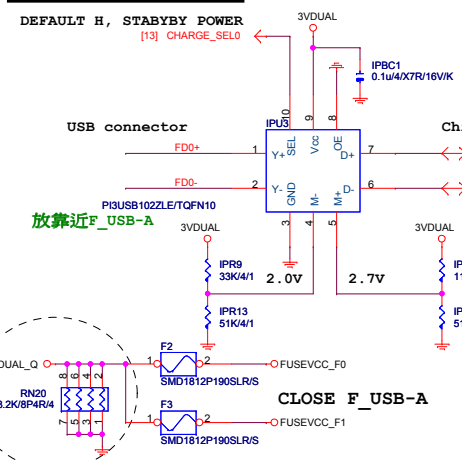 DEFAULT H, STABYBY POWER
[13] CHARGE_SEL0
3VDUAL
IPBC1
0.1u/4/X7R/16V/K
USB connector
IPU3
10
9
8
SEL
Vcc
OE
FD0+
1
Y+
D+
7
FD0-
2
Y-
D-
6
GND
M-
M+
PI3USB102ZLE/TQFN10
3
4
5
放靠近F_USB-A
3VDUAL
3VDUAL
IPR9
33K/4/1
2.0V
2.7V
IPR13
51K/4/1
DUAL_Q
8
6
4
2
RN20
8.2K/8P4R/4
7
5
3
1
F2
1
2
FUSEVCC_F0
SMD1812P190SLR/S
CLOSE F_USB-A
F3
1
2
FUSEVCC_F1
SMD1812P190SLR/S